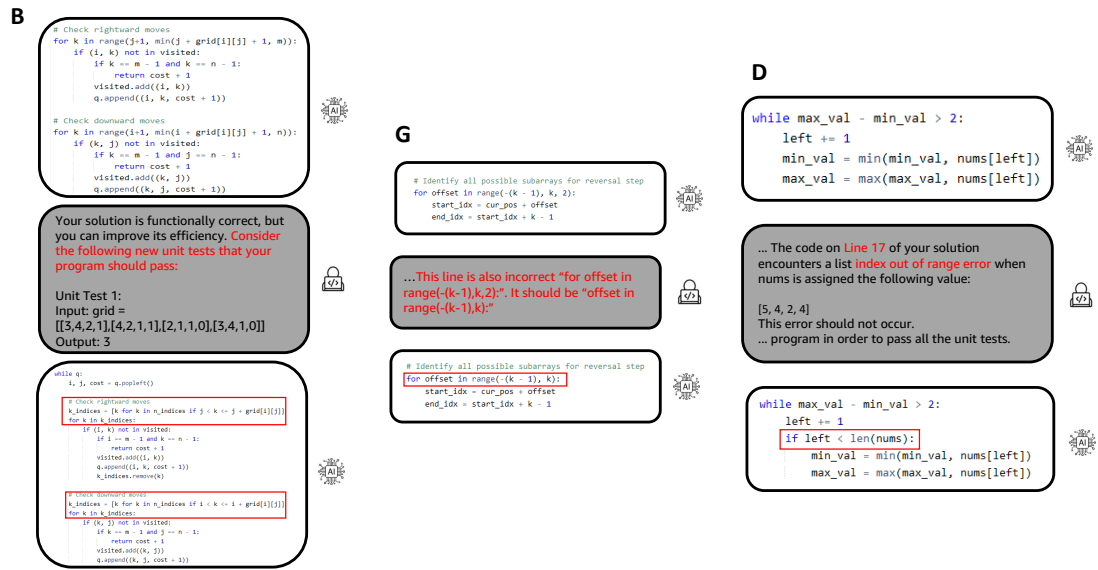 B
# Check rightward moves
for k in range(j+1, min(j + grid[i][j] + 1, m)):
if (i, k) not in visited:
if k == m - 1 and k == n - 1:
return cost + 1
visited.add((i, k))
q.append((i, k, cost + 1))
# Check downward moves
for k in range(i+1, min(i + grid[i][j] + 1, n)):
if (k, j) not in visited:
if k == m - 1 and j == n - 1:
return cost + 1
visited.add((k, j))
q.append((k, j, cost + 1))
AI
Your solution is functionally correct, but
you can improve its efficiency. Consider
the following new unit tests that your
program should pass:
Unit Test 1:
Input: grid =
[[3,4,2,1],[4,2,1,1],[2,1,1,0],[3,4,1,0]]
Output: 3
</>
while q:
i, j, cost = q.popleft()
# Check rightward moves
k_indices = [k for k in n_indices if j < k <= j + grid[i][j]]
for k in k_indices:
if (i, k) not in visited:
if i == m - 1 and k == n - 1:
return cost + 1
visited.add((i, k))
q.append((i, k, cost + 1))
k_indices.remove(k)
# Check downward moves
k_indices = [k for k in n_indices if i < k <= i + grid[i][j]]
for k in k_indices:
if (k, j) not in visited:
if k == m - 1 and j == n - 1:
return cost + 1
visited.add((k, j))
q.append((k, j, cost + 1))
AI
G
# Identify all possible subarrays for reversal step
for offset in range(-(k - 1), k, 2):
start_idx = cur_pos + offset
end_idx = start_idx + k - 1
AI
...This line is also incorrect “for offset in
range(-(k-1),k,2):”. It should be “offset in
range(-(k-1),k):”
</>
# Identify all possible subarrays for reversal step
for offset in range(-(k - 1), k):
start_idx = cur_pos + offset
end_idx = start_idx + k - 1
AI
D
while max_val - min_val > 2:
left += 1
min_val = min(min_val, nums[left])
max_val = max(max_val, nums[left])
AI
... The code on Line 17 of your solution
encounters a list index out of range error when
nums is assigned the following value:
[5, 4, 2, 4]
This error should not occur.
... program in order to pass all the unit tests.
</>
while max_val - min_val > 2:
left += 1
if left < len(nums):
min_val = min(min_val, nums[left])
max_val = max(max_val, nums[left])
AI